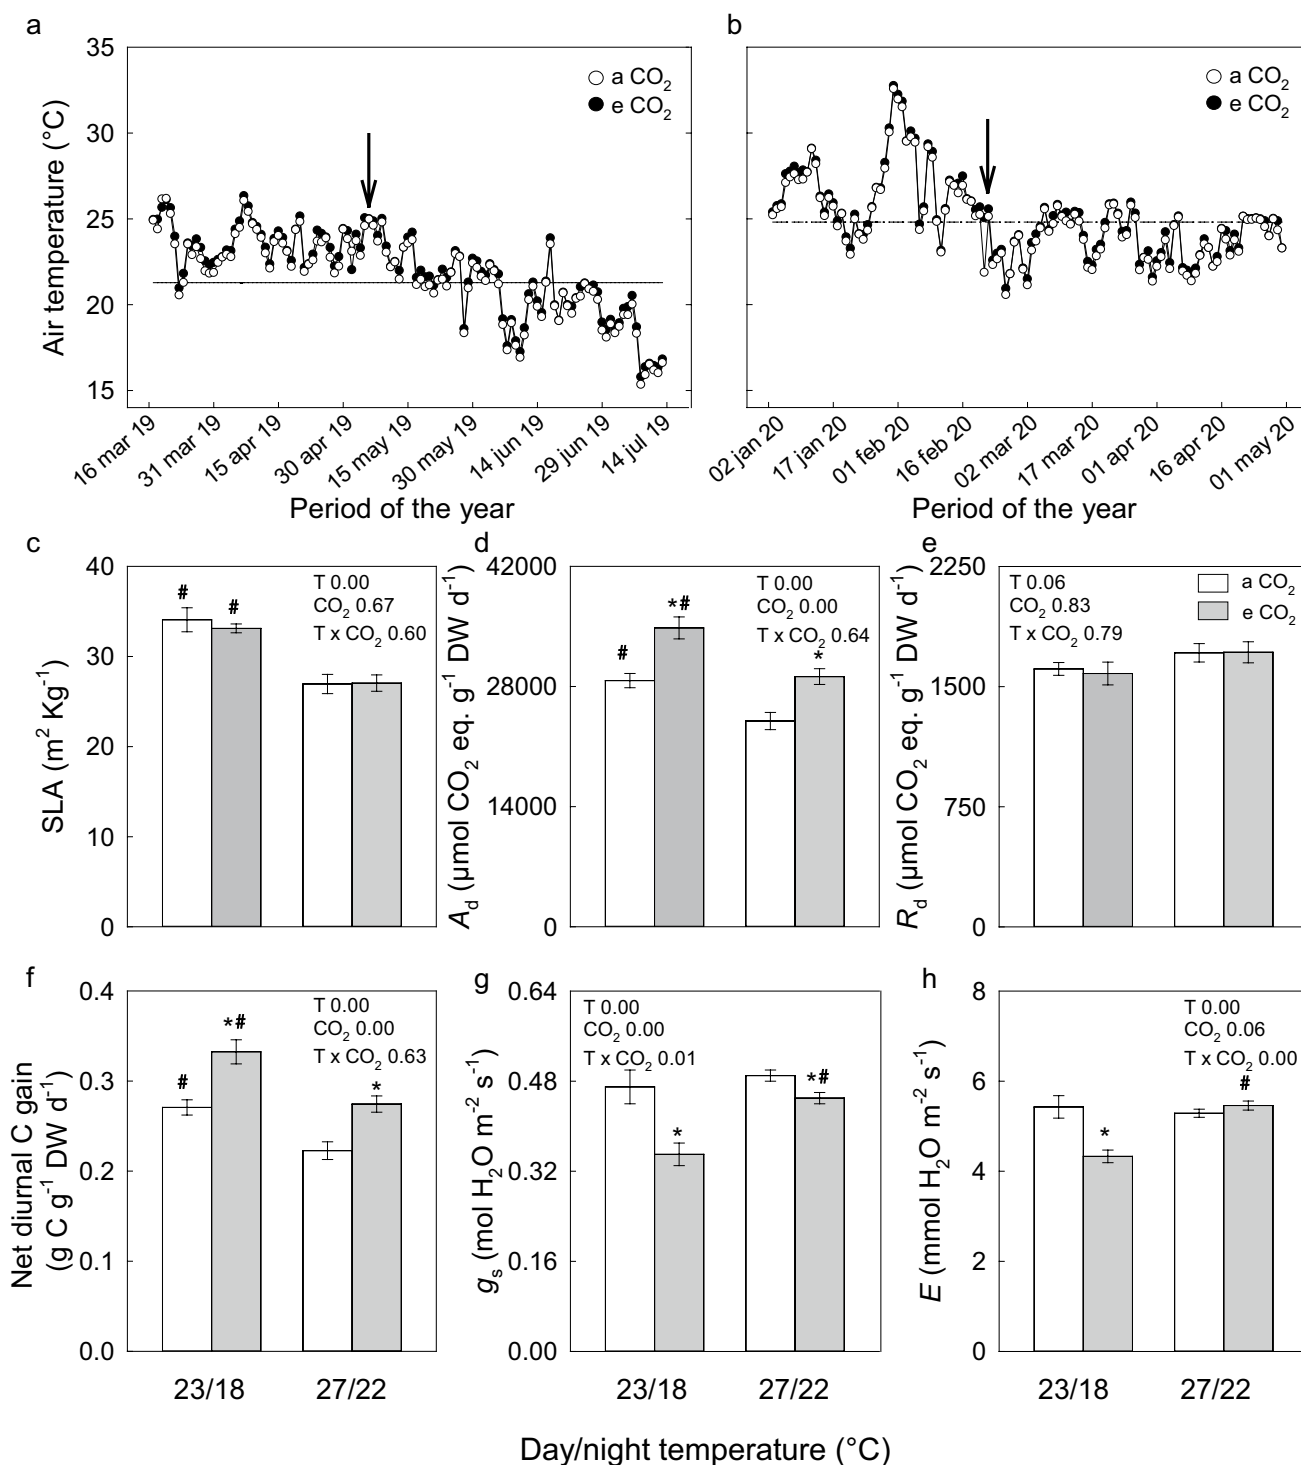 a
b
35
30
25
20
15
Air temperature (°C)
a CO2
e CO2
a CO2
e CO2
16 mar 19
31 mar 19
15 apr 19
30 apr 19
15 may 19
30 may 19
14 jun 19
29 jun 19
14 jul 19
Period of the year
02 jan 20
17 jan 20
01 feb 20
16 feb 20
02 mar 20
17 mar 20
01 apr 20
16 apr 20
01 may 20
Period of the year
c
40
30
20
10
0
SLA (m² Kg⁻¹)
# #
T 0.00
CO2 0.67
T x CO2 0.60
d
42000
28000
14000
0
Ad (µmol CO2 eq. g⁻¹ DW d⁻¹)
# *# *
T 0.00
CO2 0.00
T x CO2 0.64
e
2250
1500
750
0
Rd (µmol CO2 eq. g⁻¹ DW d⁻¹)
T 0.06
CO2 0.83
T x CO2 0.79
a CO2
e CO2
f
0.4
0.3
0.2
0.1
0.0
Net diurnal C gain
(g C g⁻¹ DW d⁻¹)
# *# *
T 0.00
CO2 0.00
T x CO2 0.63
23/18 27/22
g
0.64
0.48
0.32
0.16
0.00
gs (mol H2O m⁻² s⁻¹)
T 0.00
CO2 0.00
T x CO2 0.01
* *#
23/18 27/22
h
8
6
4
2
0
E (mmol H2O m⁻² s⁻¹)
T 0.00
CO2 0.06
T x CO2 0.00
* #
23/18 27/22
Day/night temperature (°C)